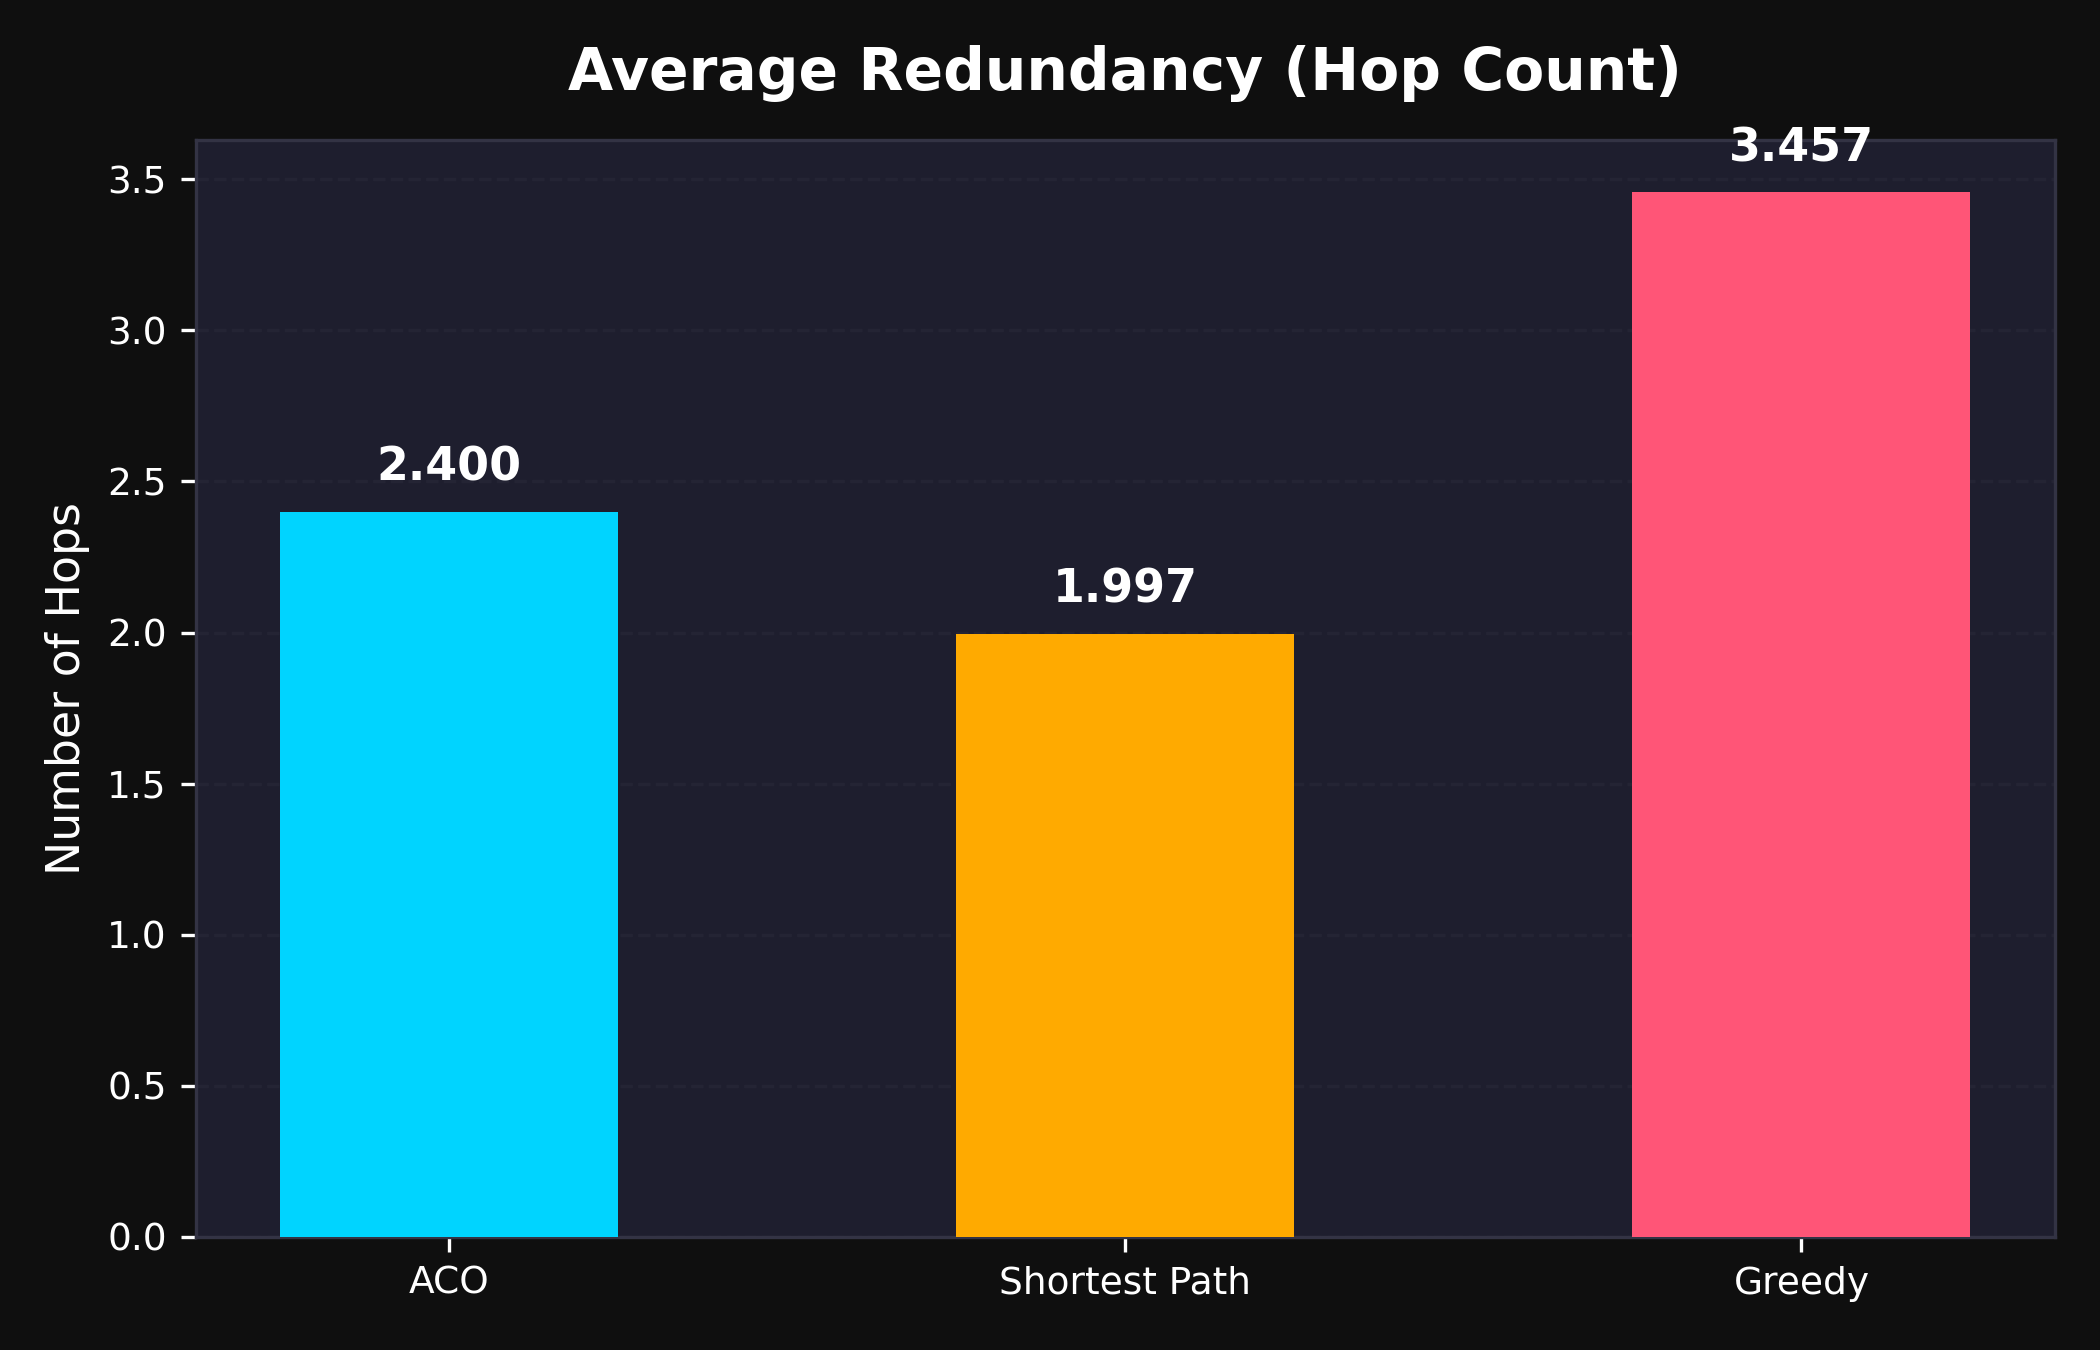 Average Redundancy (Hop Count)
Number of Hops
3.5
3.0
2.5
2.0
1.5
1.0
0.5
0.0
2.400
1.997
3.457
ACO
Shortest Path
Greedy